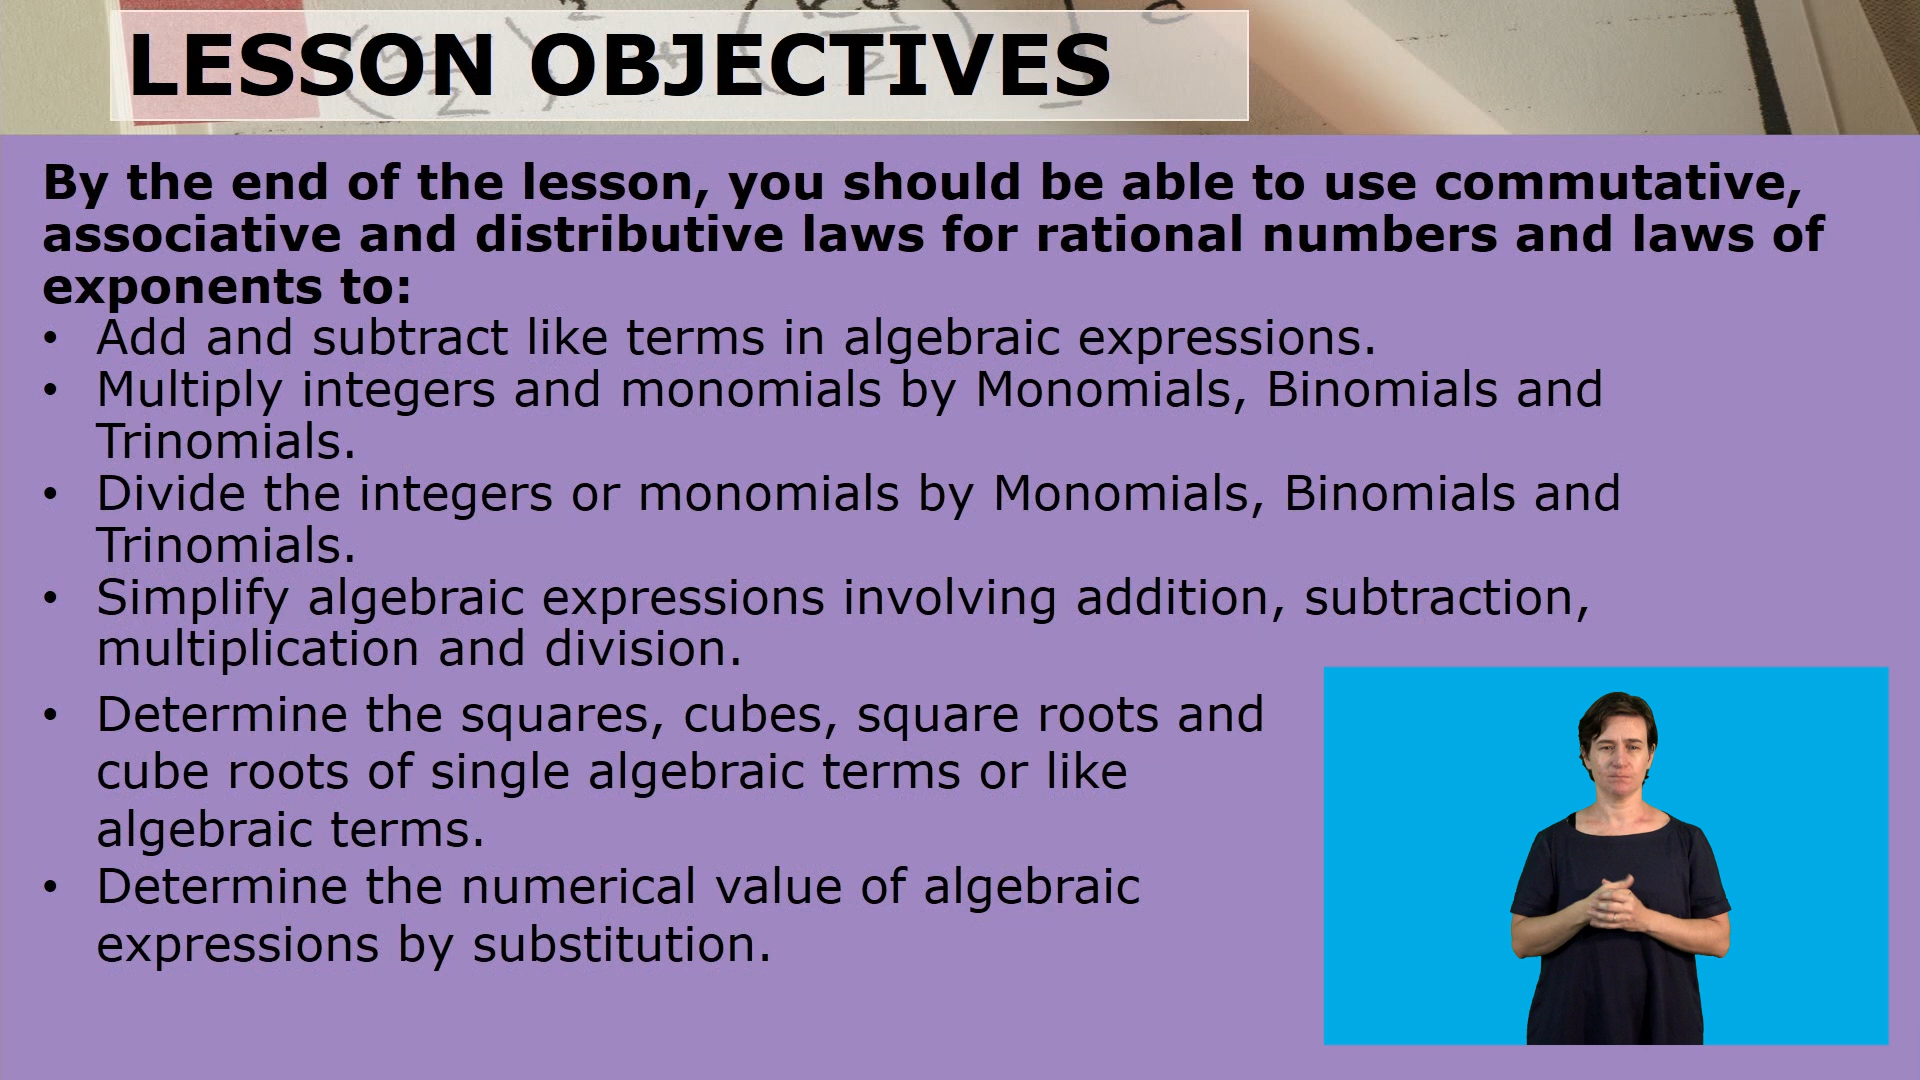 LESSON OBJECTIVES
By the end of the lesson, you should be able to use commutative,
associative and distributive laws for rational numbers and laws of
exponents to:
• Add and subtract like terms in algebraic expressions.
• Multiply integers and monomials by Monomials, Binomials and
Trinomials.
• Divide the integers or monomials by Monomials, Binomials and
Trinomials.
• Simplify algebraic expressions involving addition, subtraction,
multiplication and division.
• Determine the squares, cubes, square roots and
cube roots of single algebraic terms or like
algebraic terms.
• Determine the numerical value of algebraic
expressions by substitution.